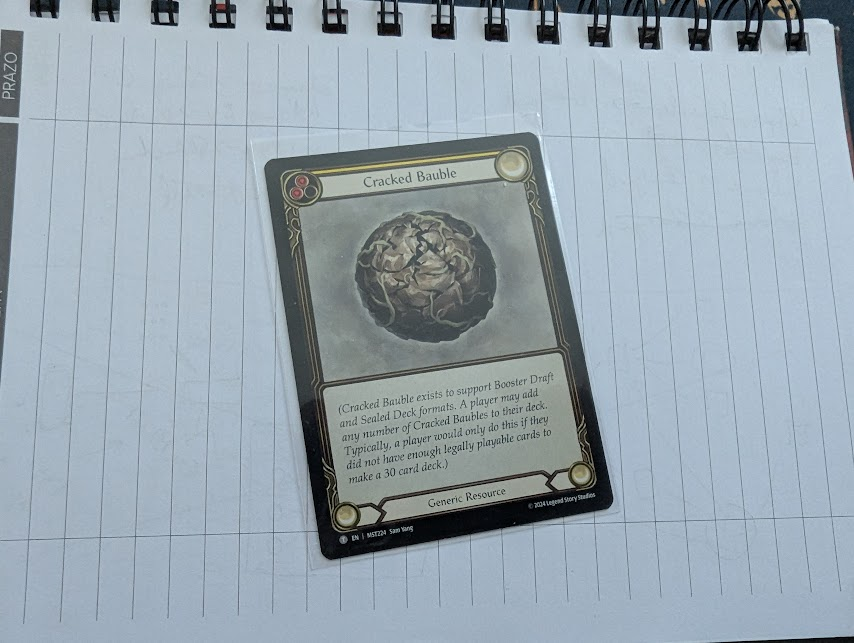 PRAZO
Cracked Bauble
(Cracked Bauble exists to support Booster Draft
and Sealed Deck formats. A player may add
any number of Cracked Baubles to their deck.
Typically, a player would only do this if they
did not have enough legally playable cards to
make a 30 card deck.)
Generic Resource
T EN | MST224 Sam Yang
© 2024 Legend Story Studios